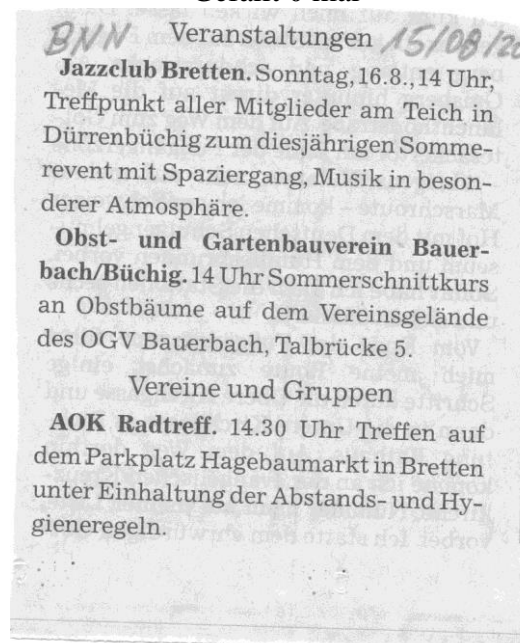 BNN Veranstaltungen 15/08/20
Jazzclub Bretten. Sonntag, 16.8., 14 Uhr,
Treffpunkt aller Mitglieder am Teich in
Dürrenbüchig zum diesjährigen Somme-
revent mit Spaziergang, Musik in beson-
derer Atmosphäre.
Obst- und Gartenbauverein Bauer-
bach/Büchig. 14 Uhr Sommerschnittkurs
an Obstbäume auf dem Vereinsgelände
des OGV Bauerbach, Talbrücke 5.
Vereine und Gruppen
AOK Radtreff. 14.30 Uhr Treffen auf
dem Parkplatz Hagebaumarkt in Bretten
unter Einhaltung der Abstands- und Hy-
gieneregeln.